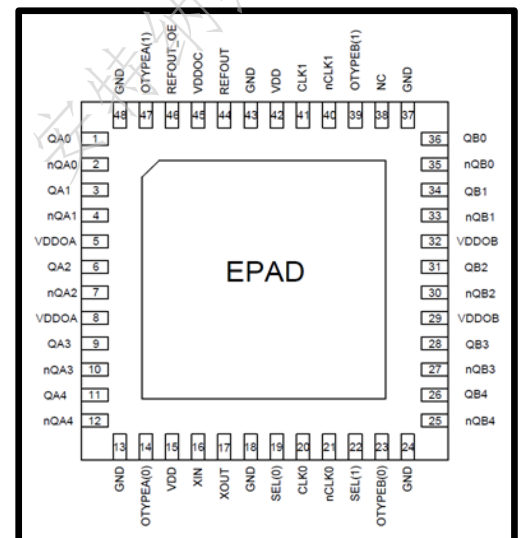 GND OTYPEA(1) REFOUT_OE VDDOC REFOUT GND VDD CLK1 nCLK1 OTYPEB(1) NC GND
48 47 46 45 44 43 42 41 40 39 38 37
QA0 1 36 QB0
nQA0 2 35 nQB0
QA1 3 34 QB1
nQA1 4 33 nQB1
VDDOA 5 32 VDDOB
QA2 6 31 QB2
nQA2 7 30 nQB2
VDDOA 8 29 VDDOB
QA3 9 28 QB3
nQA3 10 27 nQB3
QA4 11 26 QB4
nQA4 12 25 nQB4
EPAD
13 14 15 16 17 18 19 20 21 22 23 24
GND OTYPEA(0) VDD XIN XOUT GND SEL(0) CLK0 nCLK0 SEL(1) OTYPEB(0) GND
安特纳